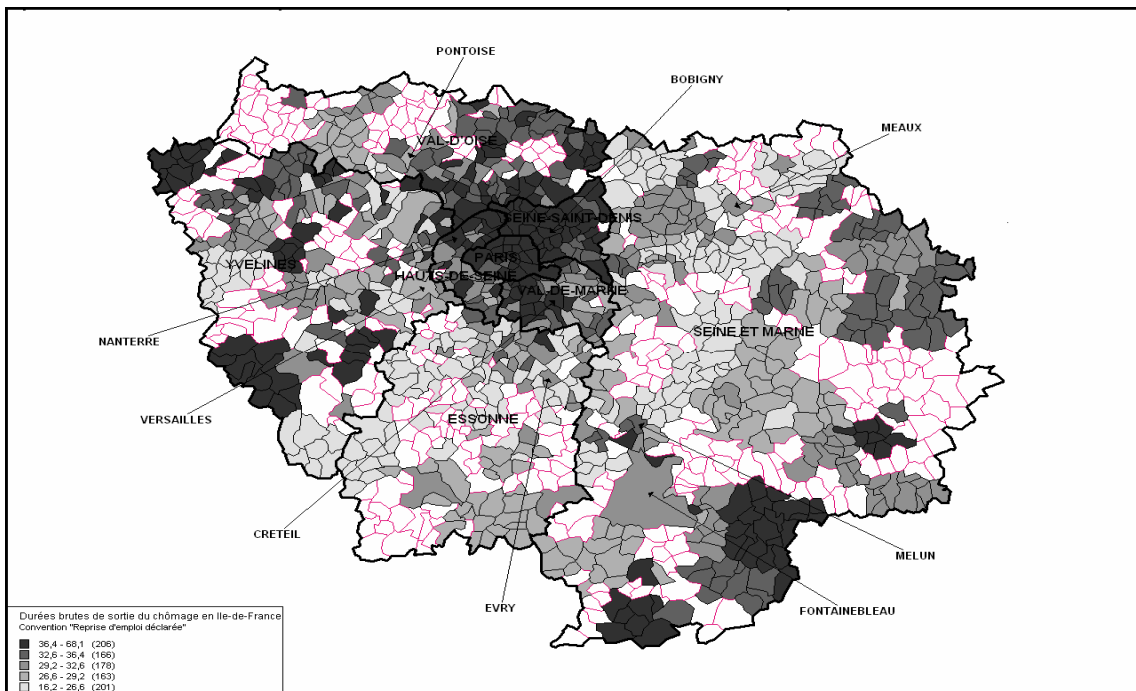 PONTOISE
BOBIGNY
MEAUX
VAL-D'OISE
SEINE-SAINT-DENIS
PARIS
YVELINES
HAUTS-DE-SEINE
VAL-DE-MARNE
SEINE ET MARNE
NANTERRE
VERSAILLES
ESSONNE
CRETEIL
MELUN
EVRY
FONTAINEBLEAU
Durées brutes de sortie du chômage en Ile-de-France
Convention "Reprise d'emploi déclarée"
36,4 - 68,1 (206)
32,6 - 36,4 (166)
29,2 - 32,6 (178)
26,6 - 29,2 (163)
16,2 - 26,6 (201)